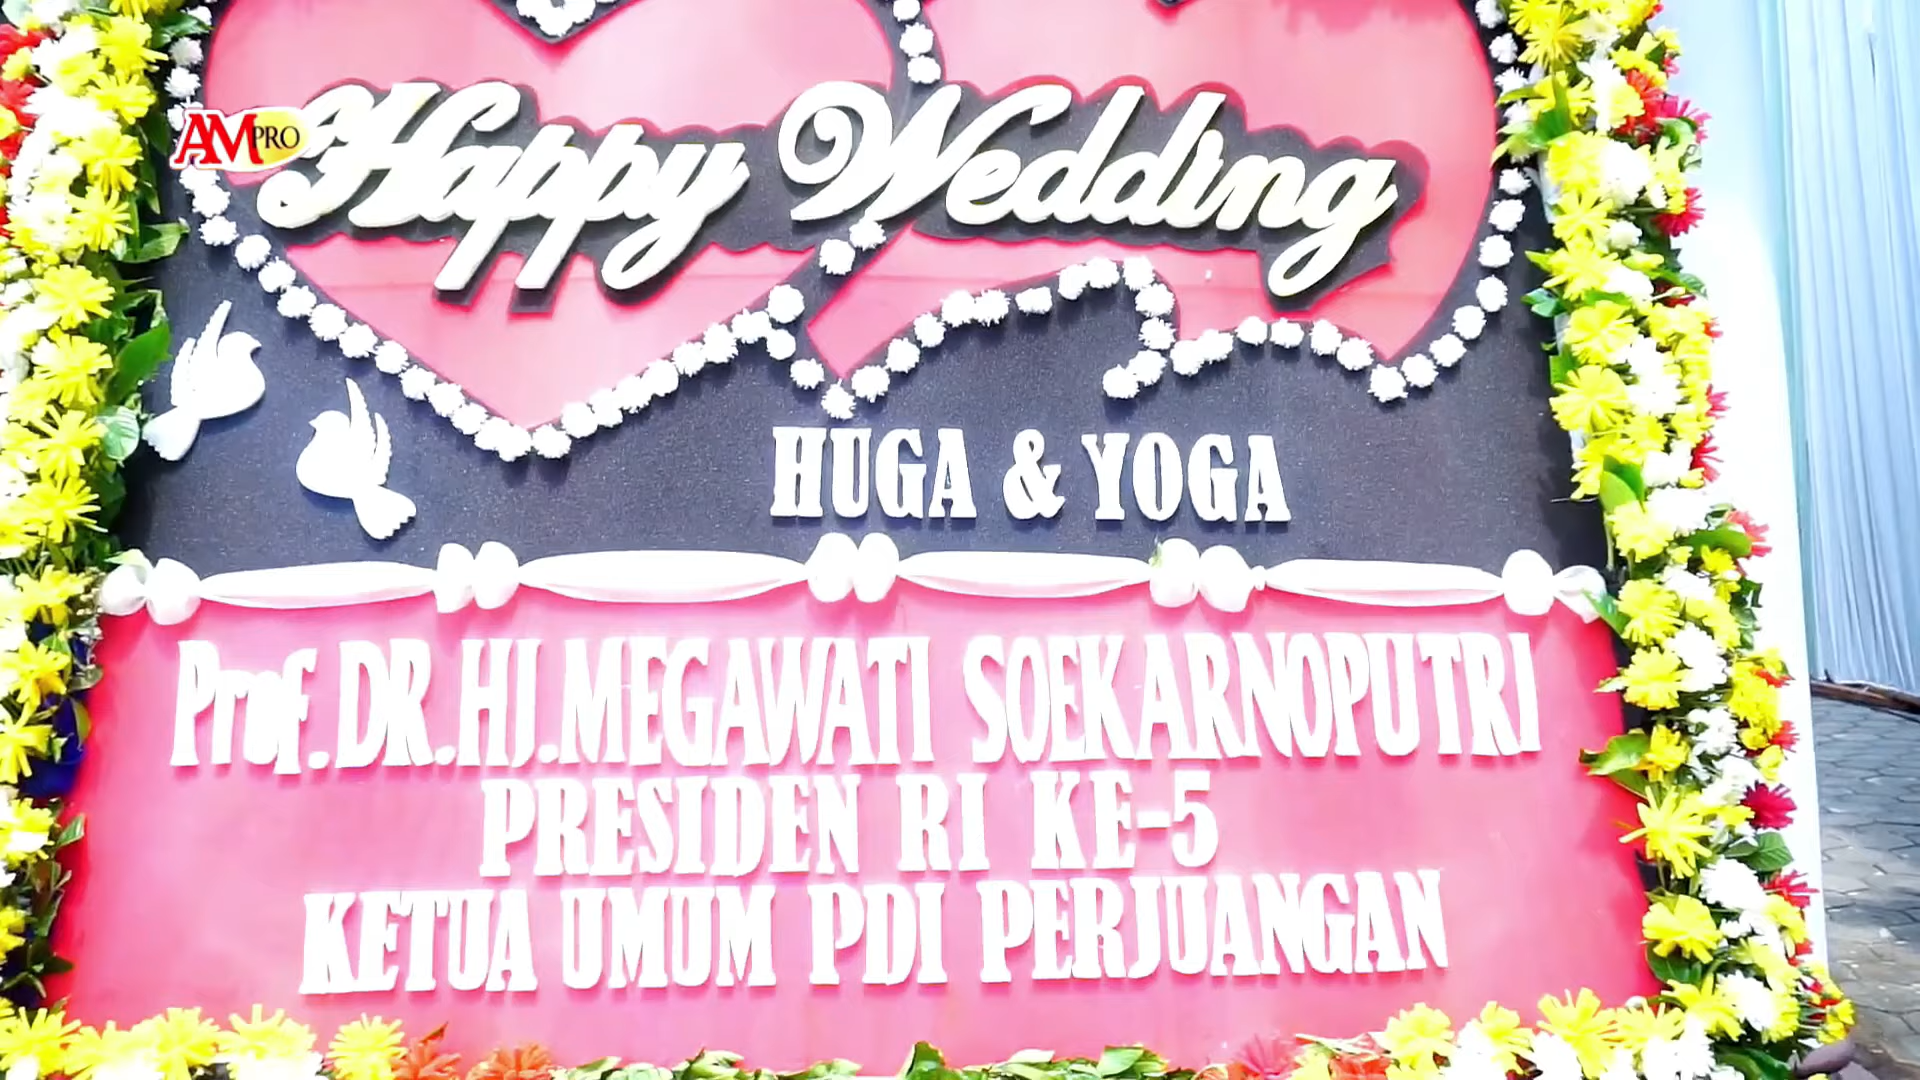 AMPRO
Happy Wedding
HUGA & YOGA
Prof.DR.HJ.MEGAWATI SOEKARNOPUTRI
PRESIDEN RI KE-5
KETUA UMUM PDI PERJUANGAN